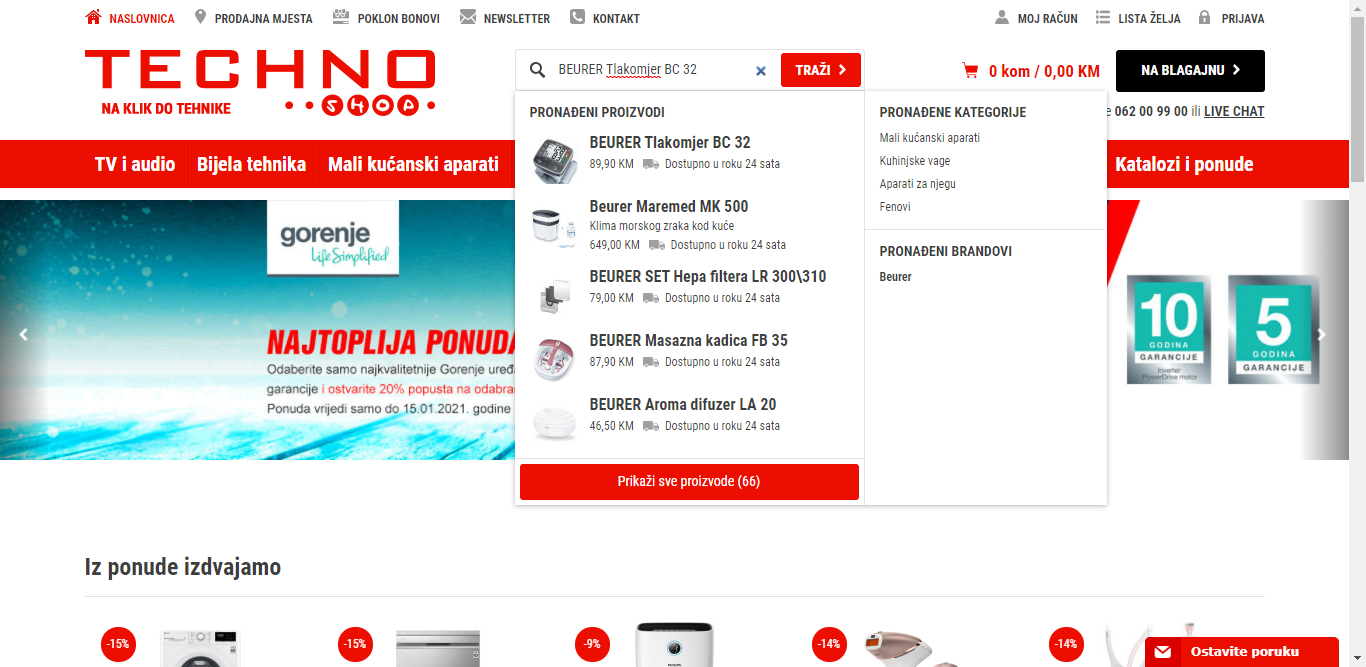 NASLOVNICA
PRODAJNA MJESTA
POKLON BONOVI
NEWSLETTER
KONTAKT
MOJ RAČUN
LISTA ŽELJA
PRIJAVA
TECHNO
SHOP
NA KLIK DO TEHNIKE
BEURER Tlakomjer BC 32
TRAŽI
0 kom / 0,00 KM
NA BLAGAJNU
062 00 99 00 ili LIVE CHAT
TV i audio
Bijela tehnika
Mali kućanski aparati
Katalozi i ponude
PRONAĐENI PROIZVODI
BEURER Tlakomjer BC 32
89,90 KM Dostupno u roku 24 sata
Beurer Maremed MK 500
Klima morskog zraka kod kuće
649,00 KM Dostupno u roku 24 sata
BEURER SET Hepa filtera LR 300\310
79,00 KM Dostupno u roku 24 sata
BEURER Masazna kadica FB 35
87,90 KM Dostupno u roku 24 sata
BEURER Aroma difuzer LA 20
46,50 KM Dostupno u roku 24 sata
Prikaži sve proizvode (66)
PRONAĐENE KATEGORIJE
Mali kućanski aparati
Kuhinjske vage
Aparati za njegu
Fenovi
PRONAĐENI BRANDOVI
Beurer
gorenje
Life Simplified
NAJTOPLIJA PONUDA
Odaberite samo najkvalitetnije Gorenje uređa
garancije i ostvarite 20% popusta na odabran
Ponuda vrijedi samo do 15.01.2021. godine
10
GODINA
GARANCIJE
Inverter
PowerDrive motor
5
GODINA
GARANCIJE
Iz ponude izdvajamo
-15%
-15%
-9%
-14%
-14%
PHILIPS
Ostavite poruku